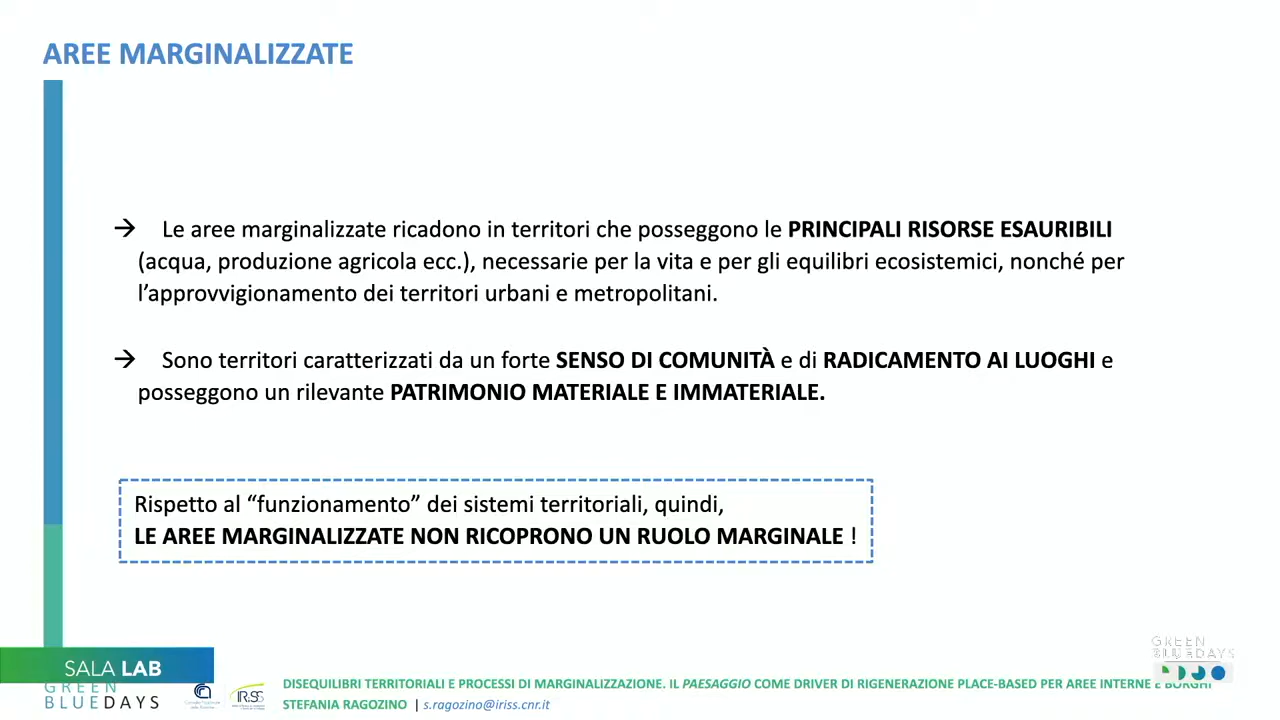 AREE MARGINALIZZATE
→ Le aree marginalizzate ricadono in territori che posseggono le PRINCIPALI RISORSE ESAURIBILI
(acqua, produzione agricola ecc.), necessarie per la vita e per gli equilibri ecosistemici, nonché per
l’approvvigionamento dei territori urbani e metropolitani.
→ Sono territori caratterizzati da un forte SENSO DI COMUNITÀ e di RADICAMENTO AI LUOGHI e
posseggono un rilevante PATRIMONIO MATERIALE E IMMATERIALE.
Rispetto al “funzionamento” dei sistemi territoriali, quindi,
LE AREE MARGINALIZZATE NON RICOPRONO UN RUOLO MARGINALE !
GREEN
BLUEDAYS
SALA LAB
GREEN
BLUEDAYS
IRISS
DISEQUILIBRI TERRITORIALI E PROCESSI DI MARGINALIZZAZIONE. IL PAESAGGIO COME DRIVER DI RIGENERAZIONE PLACE-BASED PER AREE INTERNE E BORGHI
STEFANIA RAGOZINO | s.ragozino@iriss.cnr.it